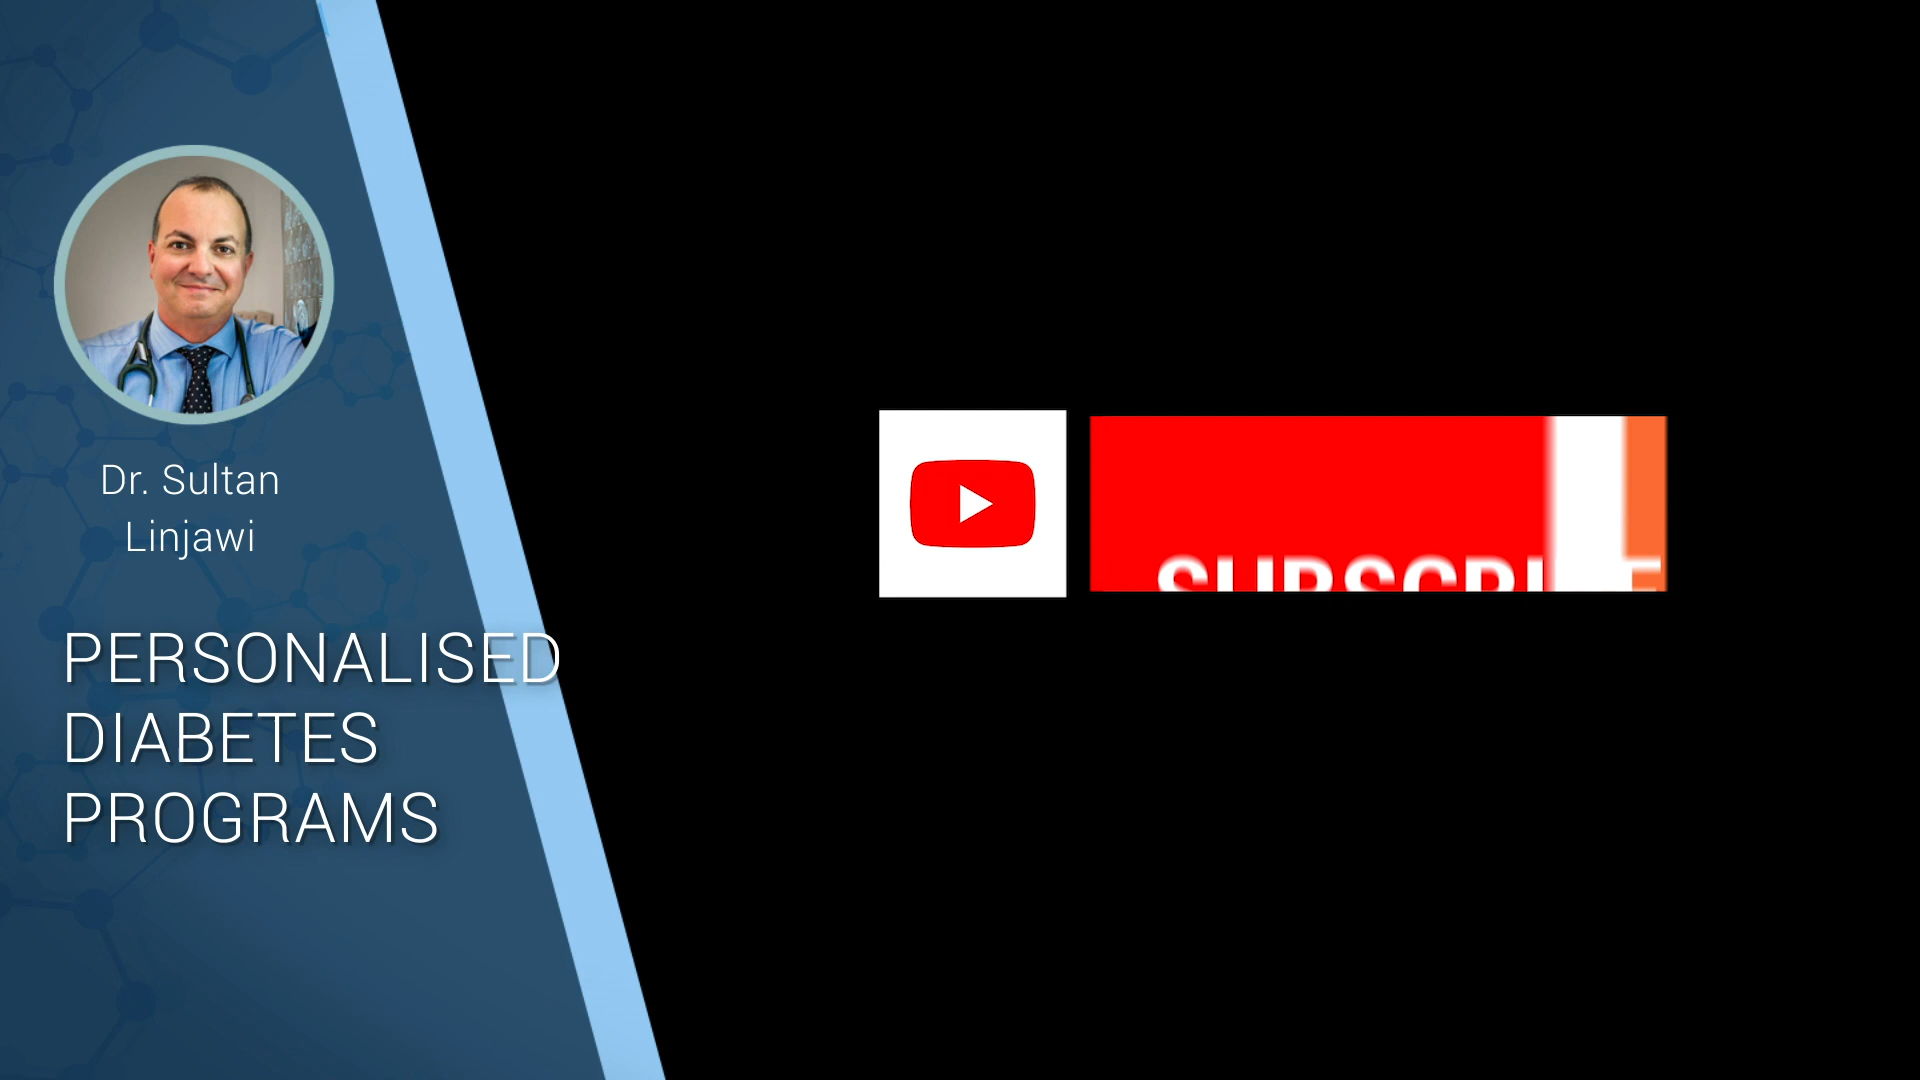 Dr. Sultan
Linjawi
PERSONALISED
DIABETES
PROGRAMS